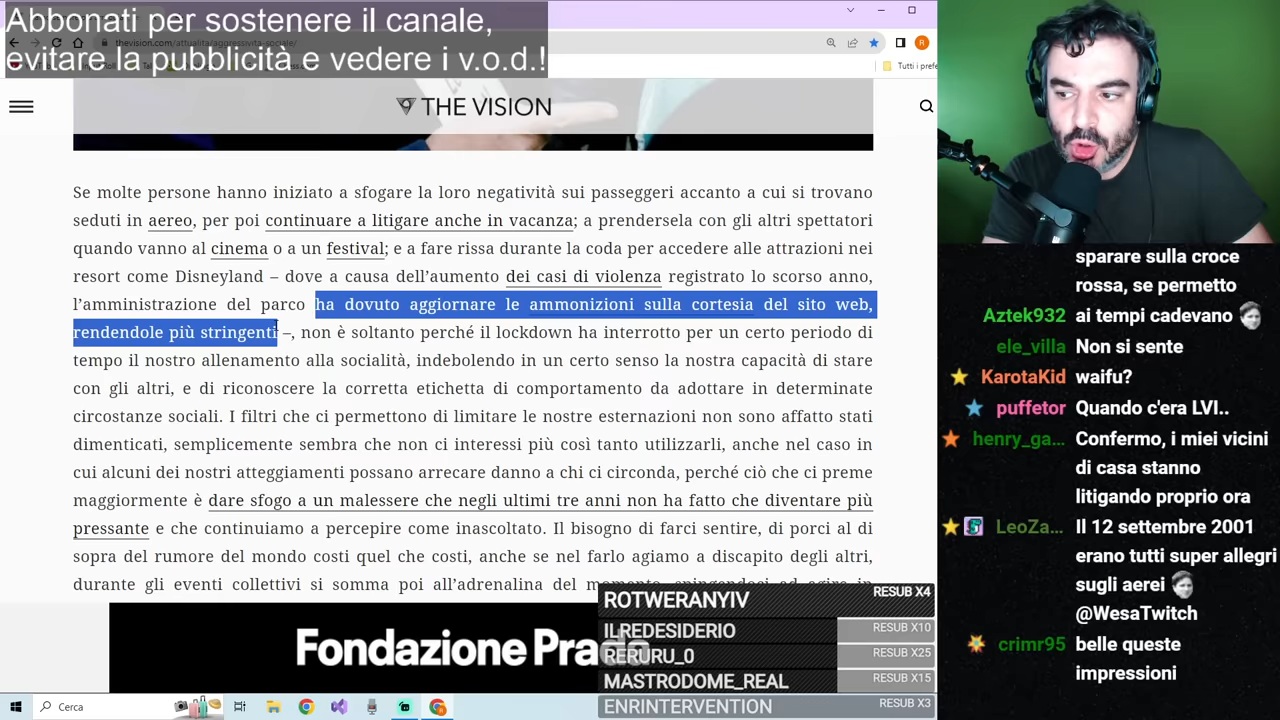 Abbonati per sostenere il canale,
evitare la pubblicità e vedere i v.o.d.!
thevision.com/attualita/aggressivita-sociale/
Tutti i prefe
THE VISION
Se molte persone hanno iniziato a sfogare la loro negatività sui passeggeri accanto a cui si trovano
seduti in aereo, per poi continuare a litigare anche in vacanza; a prendersela con gli altri spettatori
quando vanno al cinema o a un festival; e a fare rissa durante la coda per accedere alle attrazioni nei
resort come Disneyland – dove a causa dell’aumento dei casi di violenza registrato lo scorso anno,
l’amministrazione del parco ha dovuto aggiornare le ammonizioni sulla cortesia del sito web,
rendendole più stringenti –, non è soltanto perché il lockdown ha interrotto per un certo periodo di
tempo il nostro allenamento alla socialità, indebolendo in un certo senso la nostra capacità di stare
con gli altri, e di riconoscere la coretta etichetta di comportamento da adottare in determinate
circostanze sociali. I filtri che ci permettono di limitare le nostre esternazioni non sono affatto stati
dimenticati, semplicemente sembra che non ci interessi più così tanto utilizzarli, anche nel caso in
cui alcuni dei nostri atteggiamenti possano arrecare danno a chi ci circonda, perché ciò che ci preme
maggiormente è dare sfogo a un malessere che negli ultimi tre anni non ha fatto che diventare più
pressante e che continuiamo a percepire come inascoltato. Il bisogno di farci sentire, di porci al di
sopra del rumore del mondo costi quel che costi, anche se nel farlo agiamo a discapito degli altri,
durante gli eventi collettivi si somma poi all’adrenalina del momento, spingendoci ad agire in
Fondazione Prada
ROTWERANYIV RESUB X4
ILREDESIDERIO RESUB X10
RERURU_0 RESUB X25
MASTRODOME_REAL RESUB X15
ENRINTERVENTION RESUB X3
Cerca
sparare sulla croce
rossa, se permetto
Aztek932 ai tempi cadevano
ele_villa Non si sente
KarotaKid waifu?
puffetor Quando c'era LVI..
henry_ga... Confermo, i miei vicini
di casa stanno
litigando proprio ora
LeoZa... Il 12 settembre 2001
erano tutti super allegri
sugli aerei
@WesaTwitch
crimr95 belle queste
impressioni